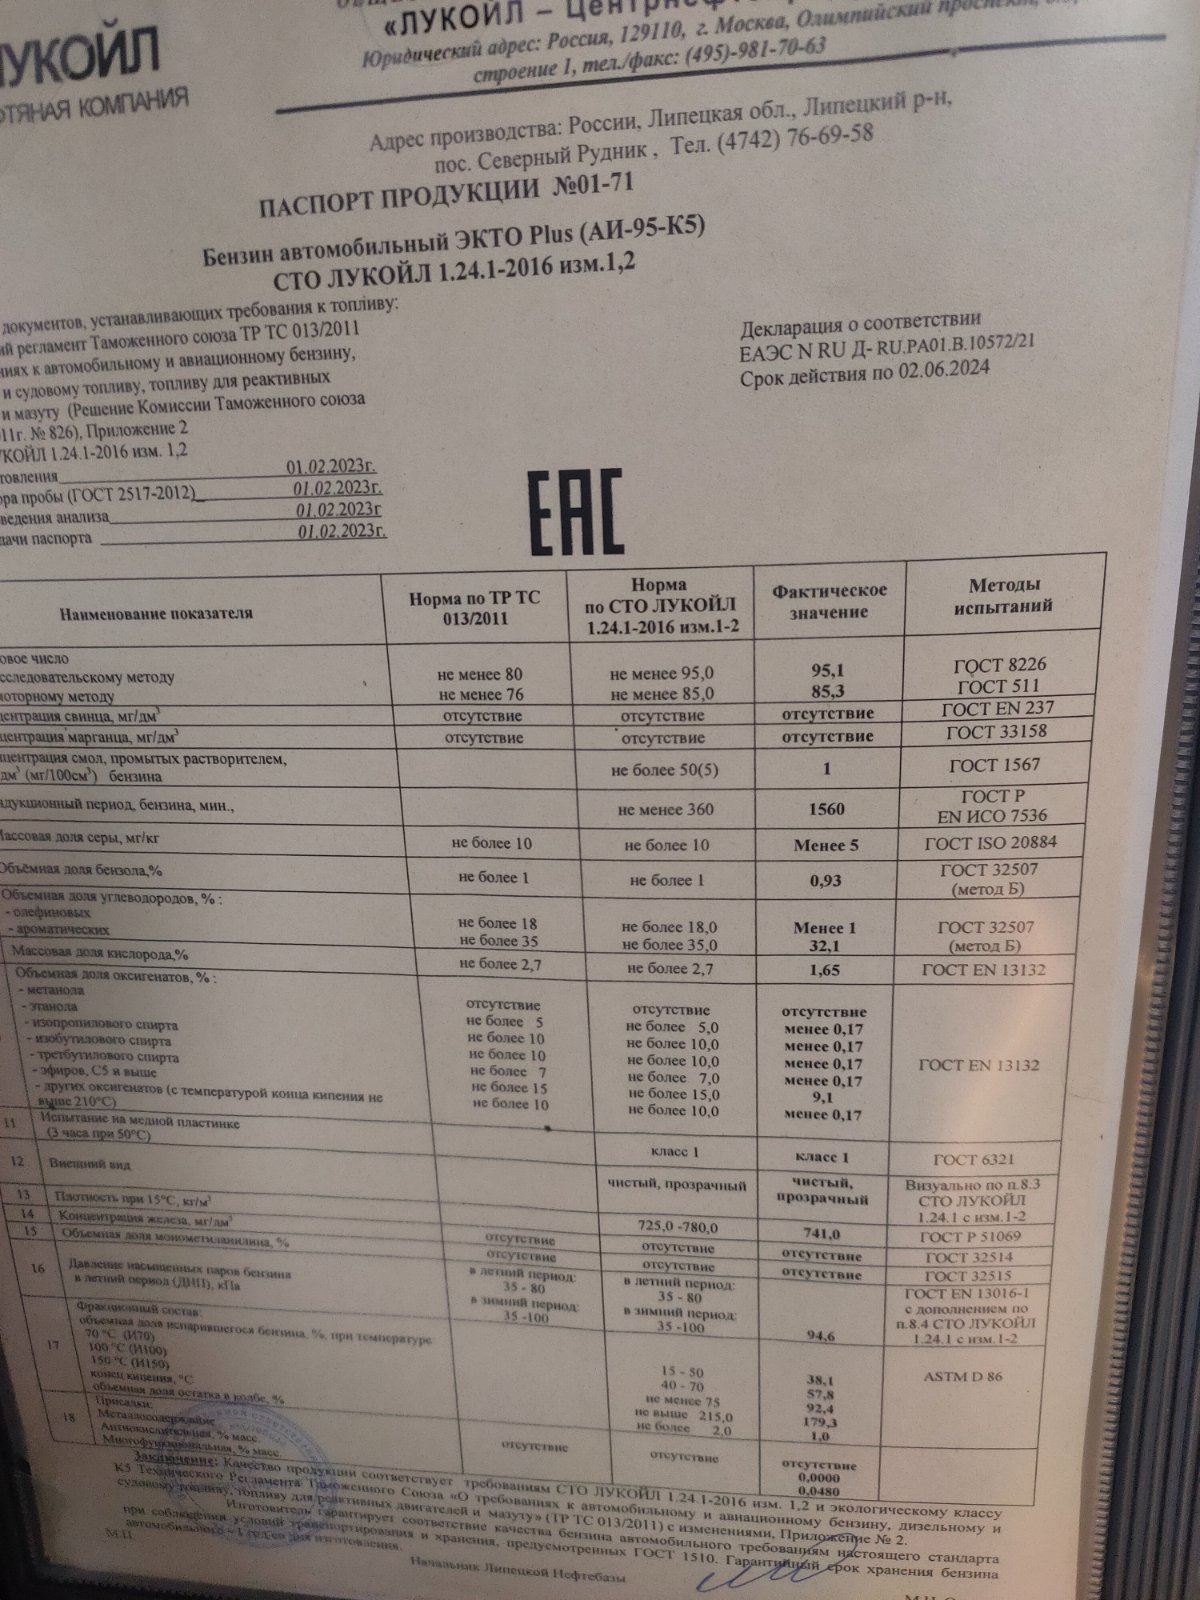 ЛУКОЙЛ
НЕФТЯНАЯ КОМПАНИЯ
«ЛУКОЙЛ – Центрнефте
Юридический адрес: Россия, 129110, г. Москва, Олимпийский проспект,
строение 1, тел./факс: (495)-981-70-63
Адрес производства: России, Липецкая обл., Липецкий р-н,
пос. Северный Рудник , Тел. (4742) 76-69-58
ПАСПОРТ ПРОДУКЦИИ №01-71
Бензин автомобильный ЭКТО Plus (АИ-95-К5)
СТО ЛУКОЙЛ 1.24.1-2016 изм.1,2
документов, устанавливающих требования к топливу:
ий регламент Таможенного союза ТР ТС 013/2011
ниях к автомобильному и авиационному бензину,
и судовому топливу, топливу для реактивных
и мазуту (Решение Комиссии Таможенного союза
011г. № 826), Приложение 2
УКОЙЛ 1.24.1-2016 изм. 1,2
товления 01.02.2023г.
ора пробы (ГОСТ 2517-2012) 01.02.2023г.
ведения анализа 01.02.2023г
дачи паспорта 01.02.2023г.
Декларация о соответствии
ЕАЭС N RU Д- RU.РА01.В.10572/21
Срок действия по 02.06.2024
EAC
Наименование показателя Норма по ТР ТС 013/2011 Норма по СТО ЛУКОЙЛ 1.24.1-2016 изм.1-2 Фактическое значение Методы испытаний
овое число
сследовательскому методу не менее 80 не менее 95,0 95,1 ГОСТ 8226
моторному методу не менее 76 не менее 85,0 85,3 ГОСТ 511
центрация свинца, мг/дм³ отсутствие отсутствие отсутствие ГОСТ EN 237
центрация марганца, мг/дм³ отсутствие отсутствие отсутствие ГОСТ 33158
центрация смол, промытых растворителем,
дм³ (мг/100см³) бензина не более 50(5) 1 ГОСТ 1567
ндукционный период, бензина, мин., не менее 360 1560 ГОСТ Р EN ИСО 7536
Массовая доля серы, мг/кг не более 10 не более 10 Менее 5 ГОСТ ISO 20884
Объёмная доля бензола,% не более 1 не более 1 0,93 ГОСТ 32507 (метод Б)
Объемная доля углеводородов, % :
- олефиновых не более 18 не более 18,0 Менее 1 ГОСТ 32507
- ароматических не более 35 не более 35,0 32,1 (метод Б)
Массовая доля кислорода,% не более 2,7 не более 2,7 1,65 ГОСТ EN 13132
Объемная доля оксигенатов, % :
- метанола отсутствие отсутствие отсутствие
- этанола не более 5 не более 5,0 менее 0,17
- изопропилового спирта не более 10 не более 10,0 менее 0,17
- изобутилового спирта не более 10 не более 10,0 менее 0,17 ГОСТ EN 13132
- третбутилового спирта не более 7 не более 7,0 менее 0,17
- эфиров, С5 и выше не более 15 не более 15,0 9,1
- других оксигенатов (с температурой конца кипения не не более 10 не более 10,0 менее 0,17
выше 210°С)
11 Испытание на медной пластинке
(3 часа при 50°С) класс 1 класс 1 ГОСТ 6321
12 Внешний вид чистый, прозрачный чистый, прозрачный Визуально по п.8.3 СТО ЛУКОЙЛ 1.24.1 с изм.1-2
13 Плотность при 15°С, кг/м³ 725,0 -780,0 741,0 ГОСТ Р 51069
14 Концентрация железа, мг/дм³ отсутствие отсутствие отсутствие ГОСТ 32514
15 Объемная доля монометиланилина, % отсутствие отсутствие отсутствие ГОСТ 32515
16 Давление насыщенных паров бензина
в летний период (ДНП), кПа
в летний период: 35 - 80 в летний период: 35 - 80 ГОСТ EN 13016-1
в зимний период: 35 -100 в зимний период: 35 -100 94,6 с дополнением по п.8.4 СТО ЛУКОЙЛ 1.24.1 с изм.1-2
17 Фракционный состав:
объемная доля испарившегося бензина, %, при температуре
70 °С (И70) 15 - 50 38,1 ASTM D 86
100 °С (И100) 40 - 70 57,8
150 °С (И150) не менее 75 92,4
конец кипения, °С не выше 215,0 179,3
объемная доля остатка в колбе, % не более 2,0 1,0
18 Присадки:
Металлосодержащие отсутствие отсутствие отсутствие
Антиокислительная, % масс. 0,0000
Многофункциональная, % масс. 0,0480
Заключение: Качество продукции соответствует требованиям СТО ЛУКОЙЛ 1.24.1-2016 изм. 1,2 и экологическому классу
К5 Технического Регламента Таможенного Союза «О требованиях к автомобильному и авиационному бензину, дизельному и
судовому топливу, топливу для реактивных двигателей и мазуту» (ТР ТС 013/2011) с изменениями, Приложение № 2.
Изготовитель гарантирует соответствие качества бензина автомобильного требованиям настоящего стандарта
при соблюдении условий транспортирования и хранения, предусмотренных ГОСТ 1510. Гарантийный срок хранения бензина
автомобильного – 1 год со дня изготовления.
М.П.
Начальник Липецкой Нефтебазы